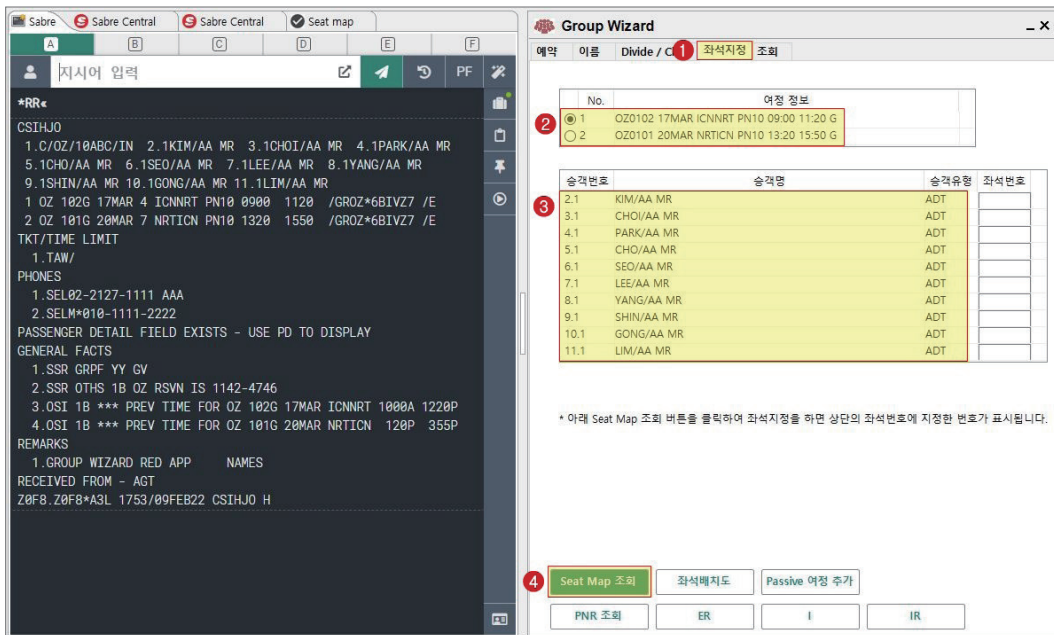 Sabre
Sabre Central
Sabre Central
Seat map
A
B
C
D
E
F
지시어 입력
PF
*RR«
CSIHJO
1.C/OZ/10ABC/IN 2.1KIM/AA MR 3.1CHOI/AA MR 4.1PARK/AA MR
5.1CHO/AA MR 6.1SEO/AA MR 7.1LEE/AA MR 8.1YANG/AA MR
9.1SHIN/AA MR 10.1GONG/AA MR 11.1LIM/AA MR
1 OZ 102G 17MAR 4 ICNNRT PN10 0900 1120 /GROZ*6BIVZ7 /E
2 OZ 101G 20MAR 7 NRTICN PN10 1320 1550 /GROZ*6BIVZ7 /E
TKT/TIME LIMIT
1.TAW/
PHONES
1.SEL02-2127-1111 AAA
2.SELM*010-1111-2222
PASSENGER DETAIL FIELD EXISTS - USE PD TO DISPLAY
GENERAL FACTS
1.SSR GRPF YY GV
2.SSR OTHS 1B OZ RSVN IS 1142-4746
3.OSI 1B *** PREV TIME FOR OZ 102G 17MAR ICNNRT 1000A 1220P
4.OSI 1B *** PREV TIME FOR OZ 101G 20MAR NRTICN 120P 355P
REMARKS
1.GROUP WIZARD RED APP NAMES
RECEIVED FROM - AGT
Z0F8.Z0F8*A3L 1753/09FEB22 CSIHJO H
Group Wizard
예약 이름 Divide / C 1 좌석지정 조회
No. 여정 정보
2
1 OZ0102 17MAR ICNNRT PN10 09:00 11:20 G
2 OZ0101 20MAR NRTICN PN10 13:20 15:50 G
승객번호 승객명 승객유형 좌석번호
3
2.1 KIM/AA MR ADT
3.1 CHOI/AA MR ADT
4.1 PARK/AA MR ADT
5.1 CHO/AA MR ADT
6.1 SEO/AA MR ADT
7.1 LEE/AA MR ADT
8.1 YANG/AA MR ADT
9.1 SHIN/AA MR ADT
10.1 GONG/AA MR ADT
11.1 LIM/AA MR ADT
* 아래 Seat Map 조회 버튼을 클릭하여 좌석지정을 하면 상단의 좌석번호에 지정한 번호가 표시됩니다.
4 Seat Map 조회 좌석배치도 Passive 여정 추가
PNR 조회 ER I IR